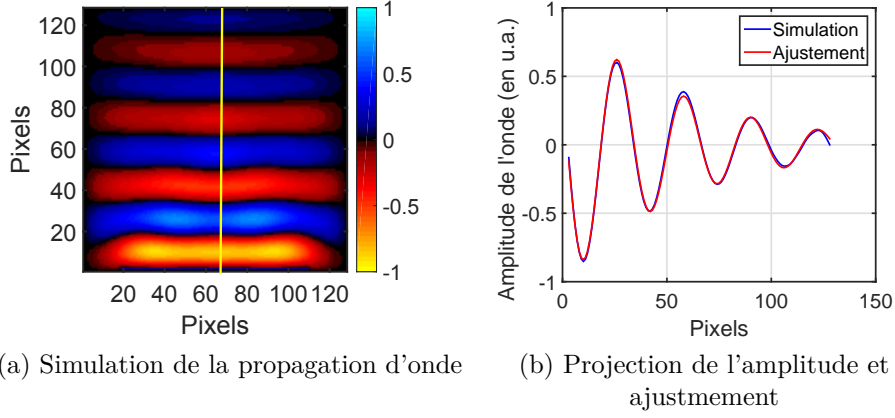 120
100
80
60
40
20
Pixels
20 40 60 80 100 120
Pixels
1
0.5
0
-0.5
-1
Amplitude de l'onde (en u.a.)
1
0.5
0
-0.5
-1
0 50 100 150
Pixels
Simulation
Ajustement
a) Simulation de la propagation d'onde
(b) Projection de l'amplitude et
ajustmement